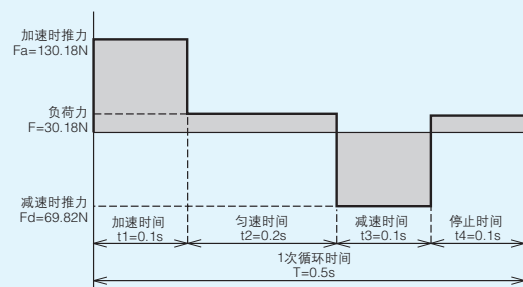 加速时推力
Fa=130.18N
负荷力
F=30.18N
减速时推力
Fd=69.82N
加速时间
t1=0.1s
匀速时间
t2=0.2s
减速时间
t3=0.1s
停止时间
t4=0.1s
1次循环时间
T=0.5s